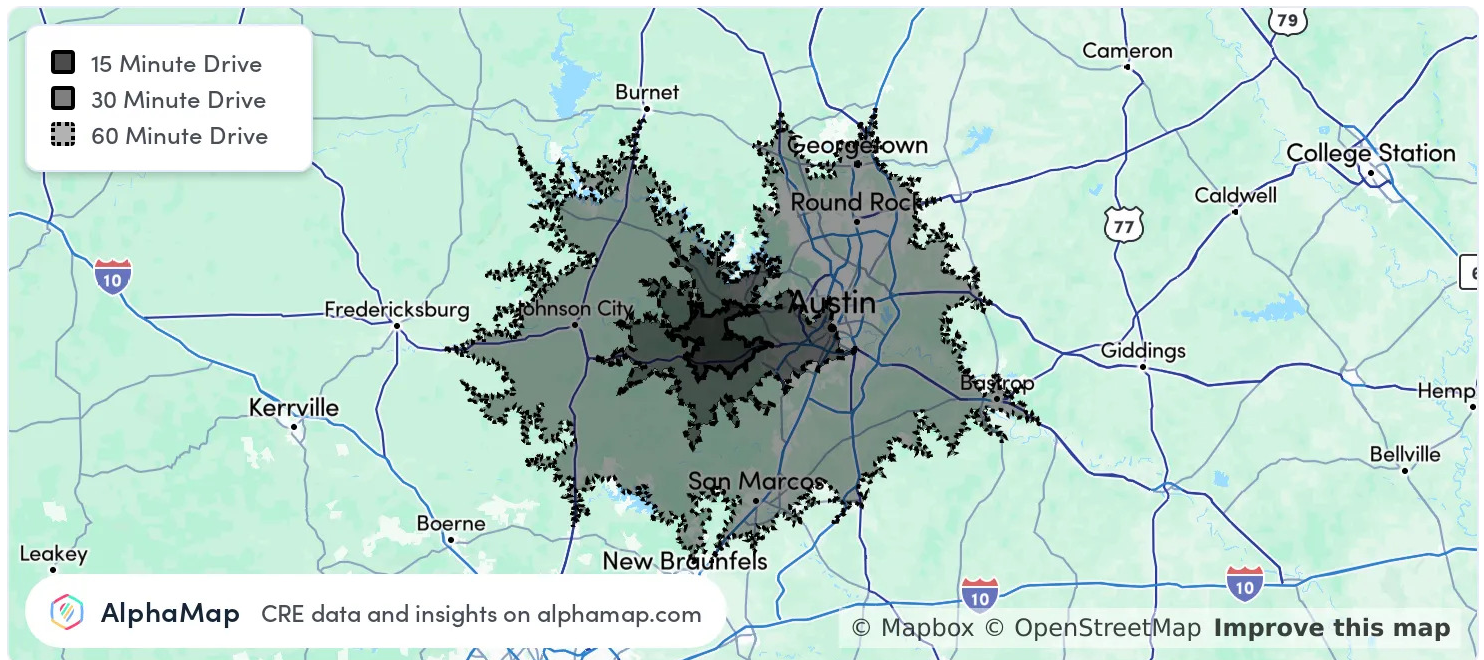 79
Cameron
15 Minute Drive
30 Minute Drive
60 Minute Drive
Burnet
Georgetown
College Station
Caldwell
Round Rock
77
6
10
Fredericksburg
Johnson City
Austin
Giddings
Bastrop
Hemp
Kerrville
Bellville
San Marcos
Boerne
Leakey
New Braunfels
10
10
AlphaMap CRE data and insights on alphamap.com
© Mapbox © OpenStreetMap Improve this map